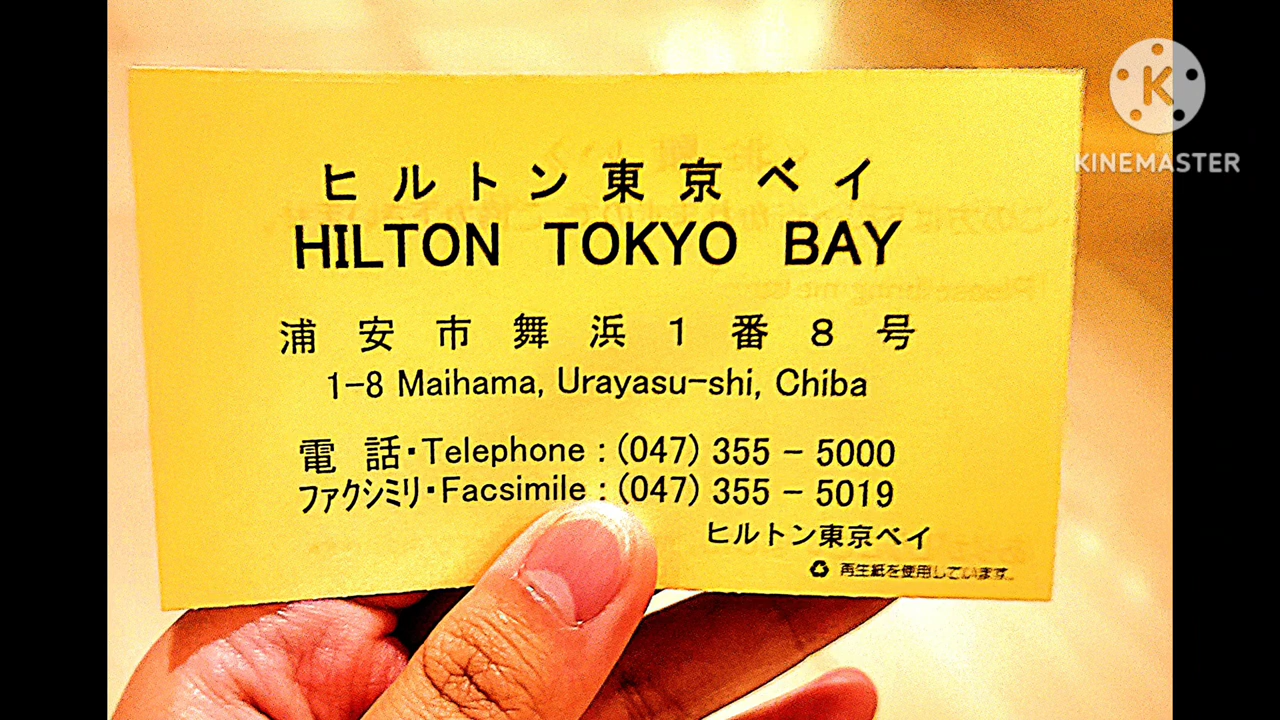 ヒルトン東京ベイ
HILTON TOKYO BAY
浦安市舞浜1番8号
1-8 Maihama, Urayasu-shi, Chiba
電話・Telephone : (047) 355 - 5000
ファクシミリ・Facsimile : (047) 355 - 5019
ヒルトン東京ベイ
再生紙を使用しています。
K
KINEMASTER